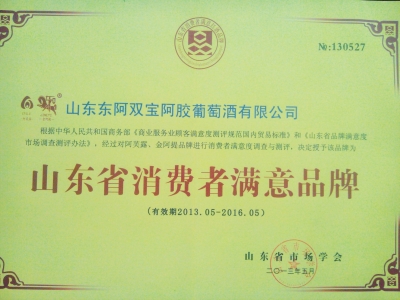 №:130527
山东东阿双宝阿胶葡萄酒有限公司
根据中华人民共和国商务部《商业服务业顾客满意度测评规范国内贸易标准》和《山东省品牌满意度
市场调查测评办法》，经过对阿芙露、金阿提品牌进行消费者满意度调查与测评，决定授予该品牌为
山东省消费者满意品牌
(有效期2013.05-2016.05)
山东省市场学会
二〇一三年五月